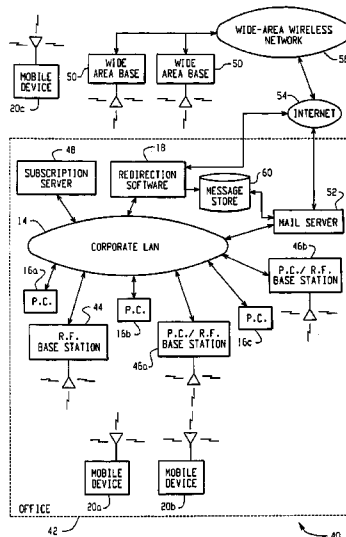 WIDE-AREA WIRELESS
NETWORK
56
MOBILE
DEVICE
20c
50
WIDE
AREA BASE
WIDE
AREA BASE
50
54
INTERNET
48
SUBSCRIPTION
SERVER
18
REDIRECTION
SOFTWARE
60
MESSAGE
STORE
52
MAIL SERVER
14
CORPORATE LAN
46b
P.C./R.F.
BASE STATION
16a
P.C.
44
R.F.
BASE STATION
P.C.
16b
P.C./R.F.
BASE STATION
46a
P.C.
16c
MOBILE
DEVICE
20a
MOBILE
DEVICE
20b
OFFICE
42
40